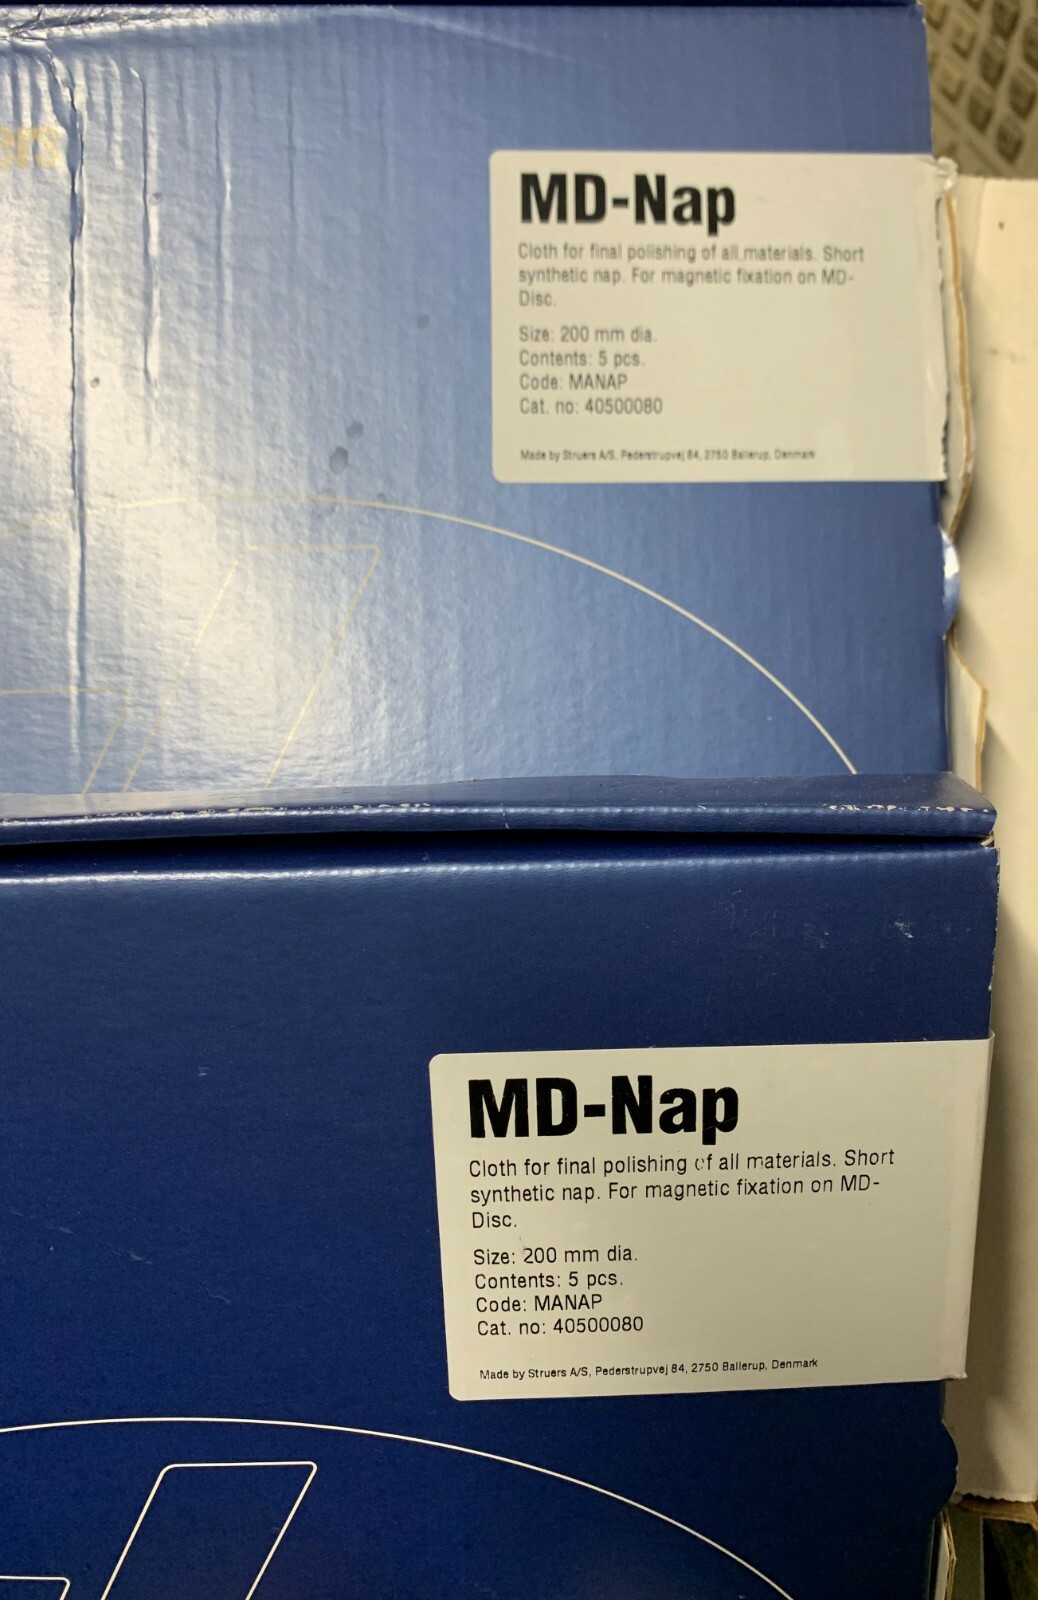 ers
MD-Nap
Cloth for final polishing of all materials. Short
synthetic nap. For magnetic fixation on MD-
Disc.
Size: 200 mm dia.
Contents: 5 pcs.
Code: MANAP
Cat. no: 40500080
Made by Struers A/S, Pederstrupvej 84, 2750 Ballerup, Denmark
MD-Nap
Cloth for final polishing of all materials. Short
synthetic nap. For magnetic fixation on MD-
Disc.
Size: 200 mm dia.
Contents: 5 pcs.
Code: MANAP
Cat. no: 40500080
Made by Struers A/S, Pederstrupvej 84, 2750 Ballerup, Denmark